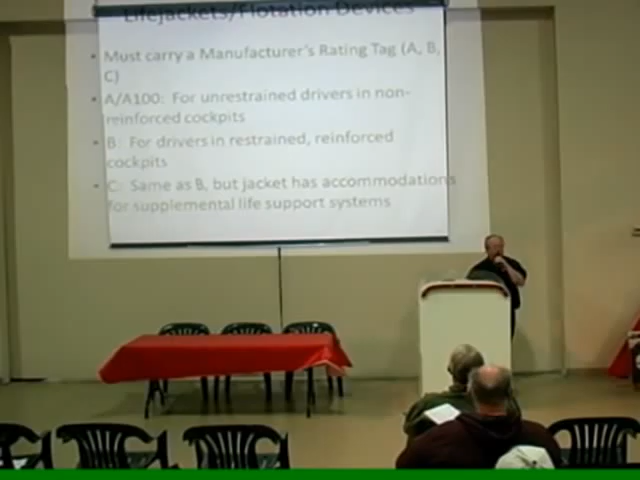 Lifejackets/Flotation Devices
• Must carry a Manufacturer's Rating Tag (A, B,
C)
• A/A100: For unrestrained drivers in non-
reinforced cockpits
• B: For drivers in restrained, reinforced
cockpits
• C: Same as B, but jacket has accommodations
for supplemental life support systems